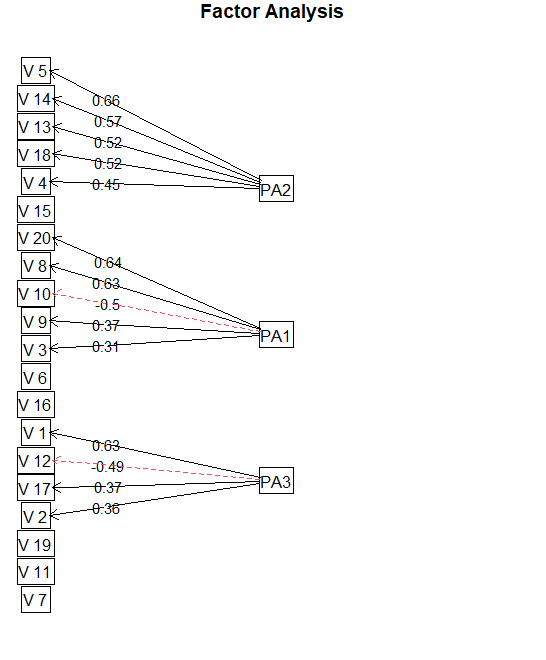 Factor Analysis
V 5
V 14
V 13
V 18
V 4
V 15
V 20
V 8
V 10
V 9
V 3
V 6
V 16
V 1
V 12
V 17
V 2
V 19
V 11
V 7
0.66
0.57
0.52
0.52
0.45
0.64
0.63
-0.5
0.37
0.31
0.63
-0.49
0.37
0.36
PA2
PA1
PA3